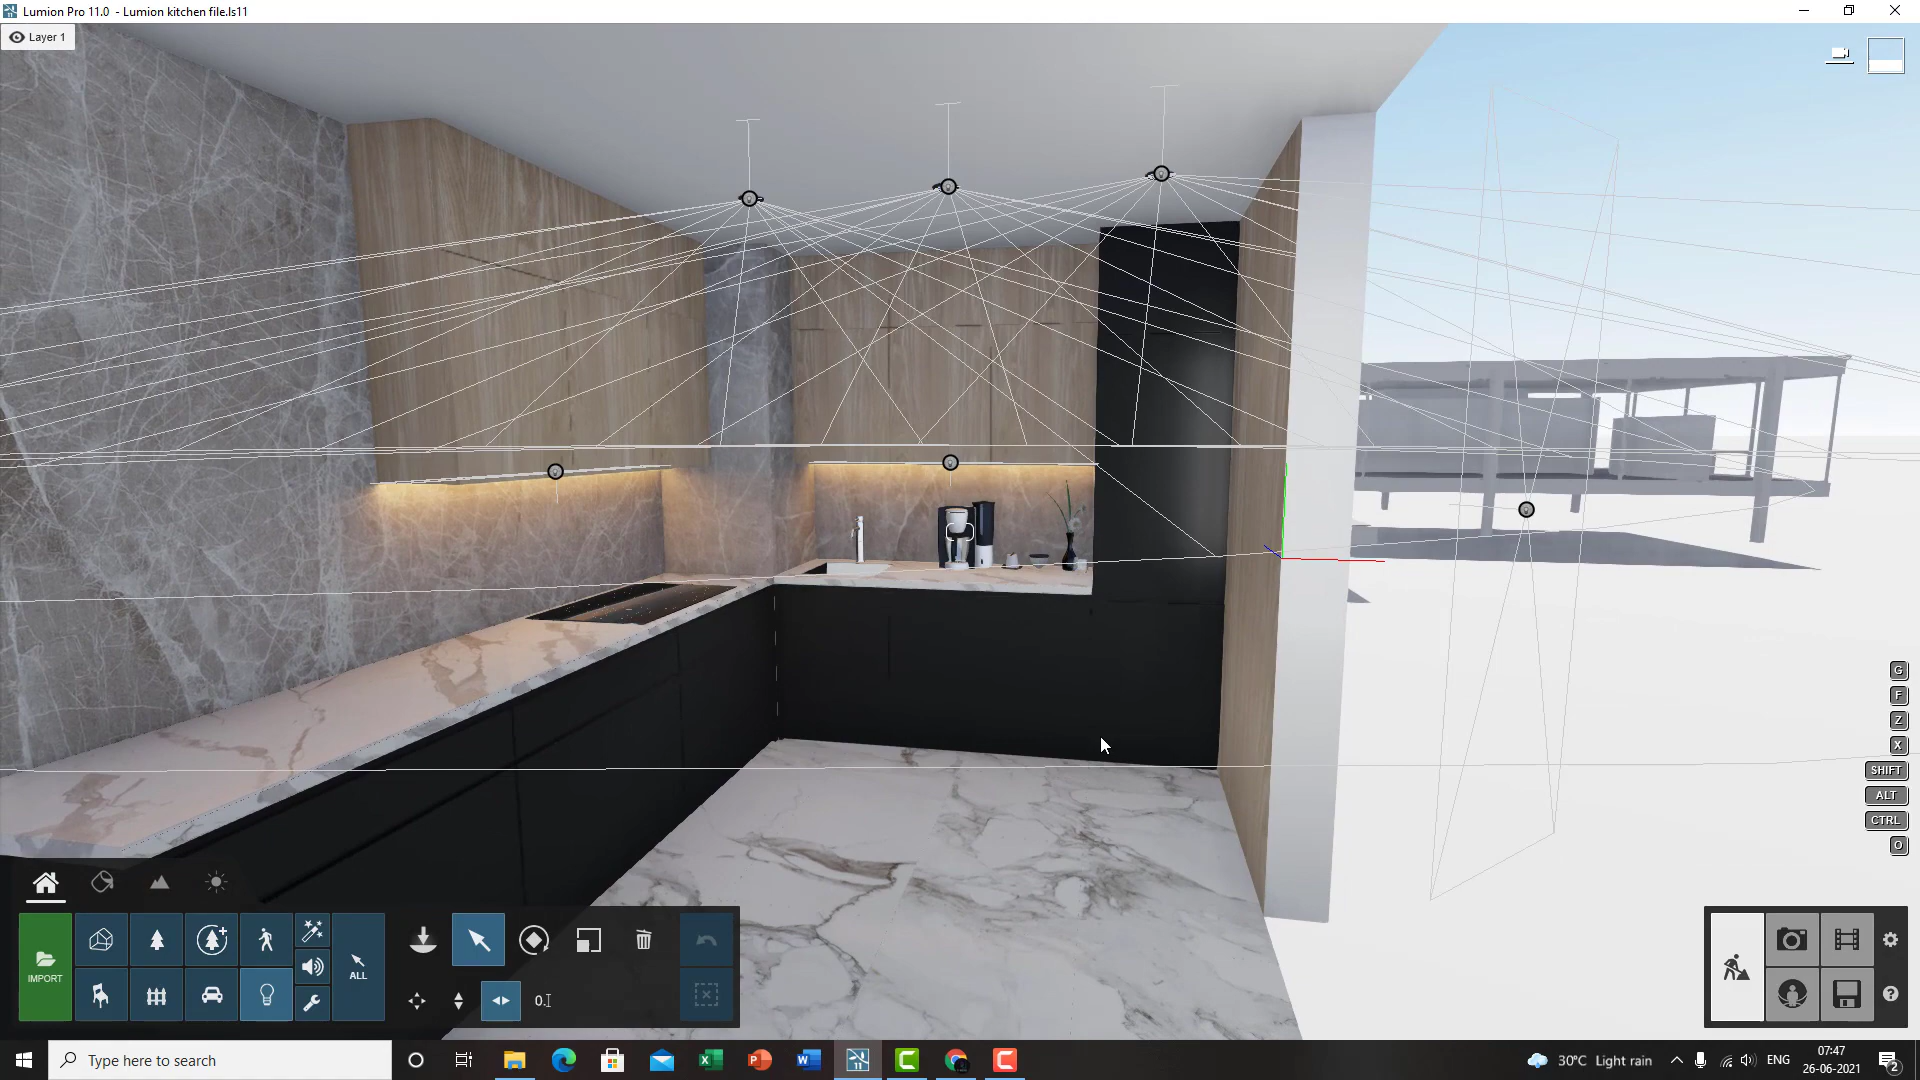 Lumion Pro 11.0 - Lumion kitchen file.ls11
Layer 1
G
F
Z
X
SHIFT
ALT
CTRL
O
IMPORT
ALL
0.
Type here to search
11
30°C Light rain
ENG
07:47
26-06-2021
2